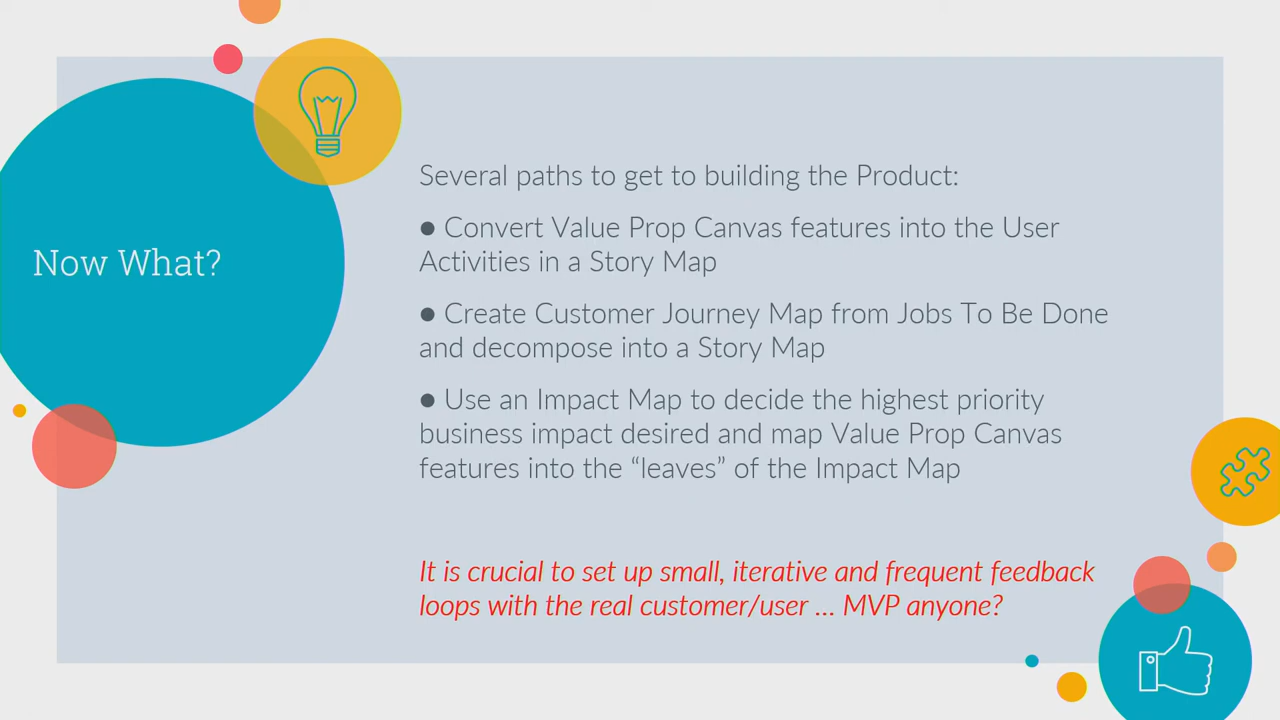 Now What?
Several paths to get to building the Product:
● Convert Value Prop Canvas features into the User
Activities in a Story Map
● Create Customer Journey Map from Jobs To Be Done
and decompose into a Story Map
● Use an Impact Map to decide the highest priority
business impact desired and map Value Prop Canvas
features into the “leaves” of the Impact Map
It is crucial to set up small, iterative and frequent feedback
loops with the real customer/user ... MVP anyone?